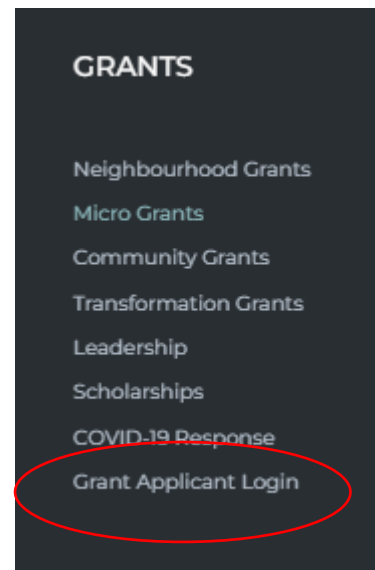 GRANTS
Neighbourhood Grants
Micro Grants
Community Grants
Transformation Grants
Leadership
Scholarships
COVID-19 Response
Grant Applicant Login